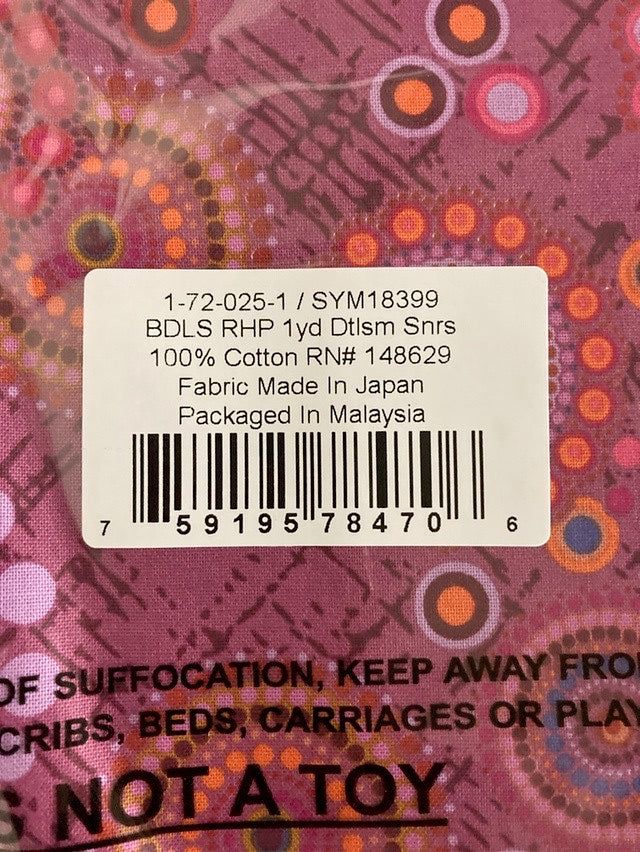 1-72-025-1 / SYM18399
BDLS RHP 1yd Dtlsm Snrs
100% Cotton RN# 148629
Fabric Made In Japan
Packaged In Malaysia
7 59195 78470 6
OF SUFFOCATION, KEEP AWAY FROM
CRIBS, BEDS, CARRIAGES OR PLAY
NOT A TOY